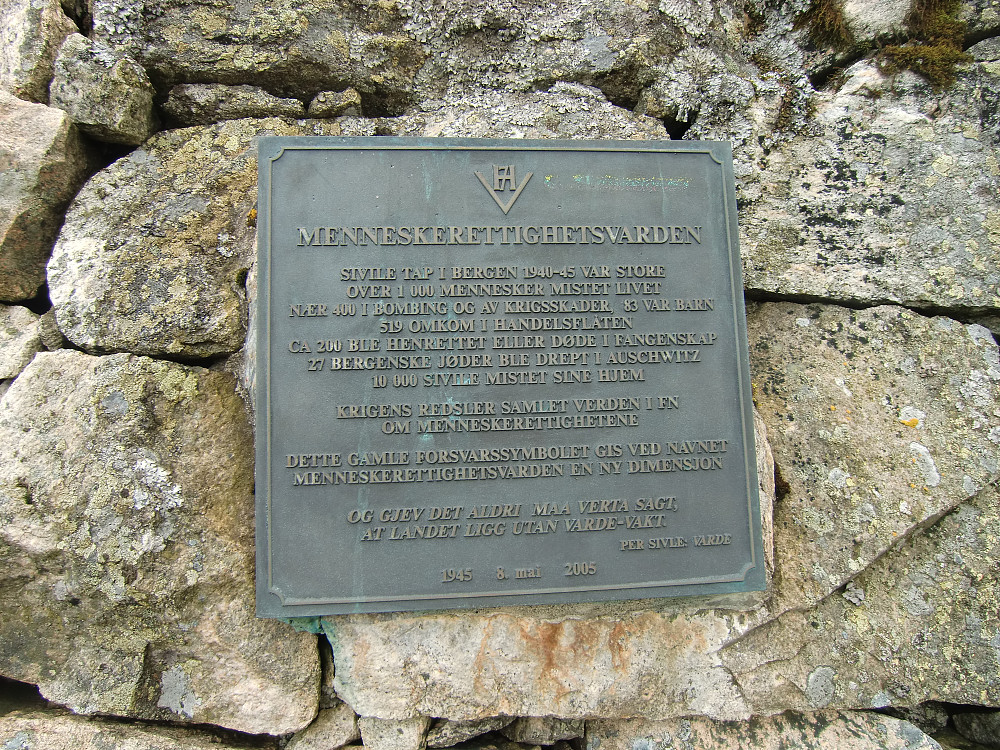 MENNESKERETTIGHETSVARDEN
SIVILE TAP I BERGEN 1940-45 VAR STORE
OVER 1 000 MENNESKER MISTET LIVET
NÆR 400 I BOMBING OG AV KRIGSSKADER, 83 VAR BARN
519 OMKOM I HANDELSFLÅTEN
CA 200 BLE HENRETTET ELLER DØDE I FANGENSKAP
27 BERGENSKE JØDER BLE DREPT I AUSCHWITZ
10 000 SIVILE MISTET SINE HJEM
KRIGENS REDSLER SAMLET VERDEN I FN
OM MENNESKERETTIGHETENE
DETTE GAMLE FORSVARSSYMBOLET GIS VED NAVNET
MENNESKERETTIGHETSVARDEN EN NY DIMENSJON
OG GJEV DET ALDRI MAA VERTA SAGT,
AT LANDET LIGG UTAN VARDE-VAKT.
PER SIVLE: VARDE
1945 8. mai 2005